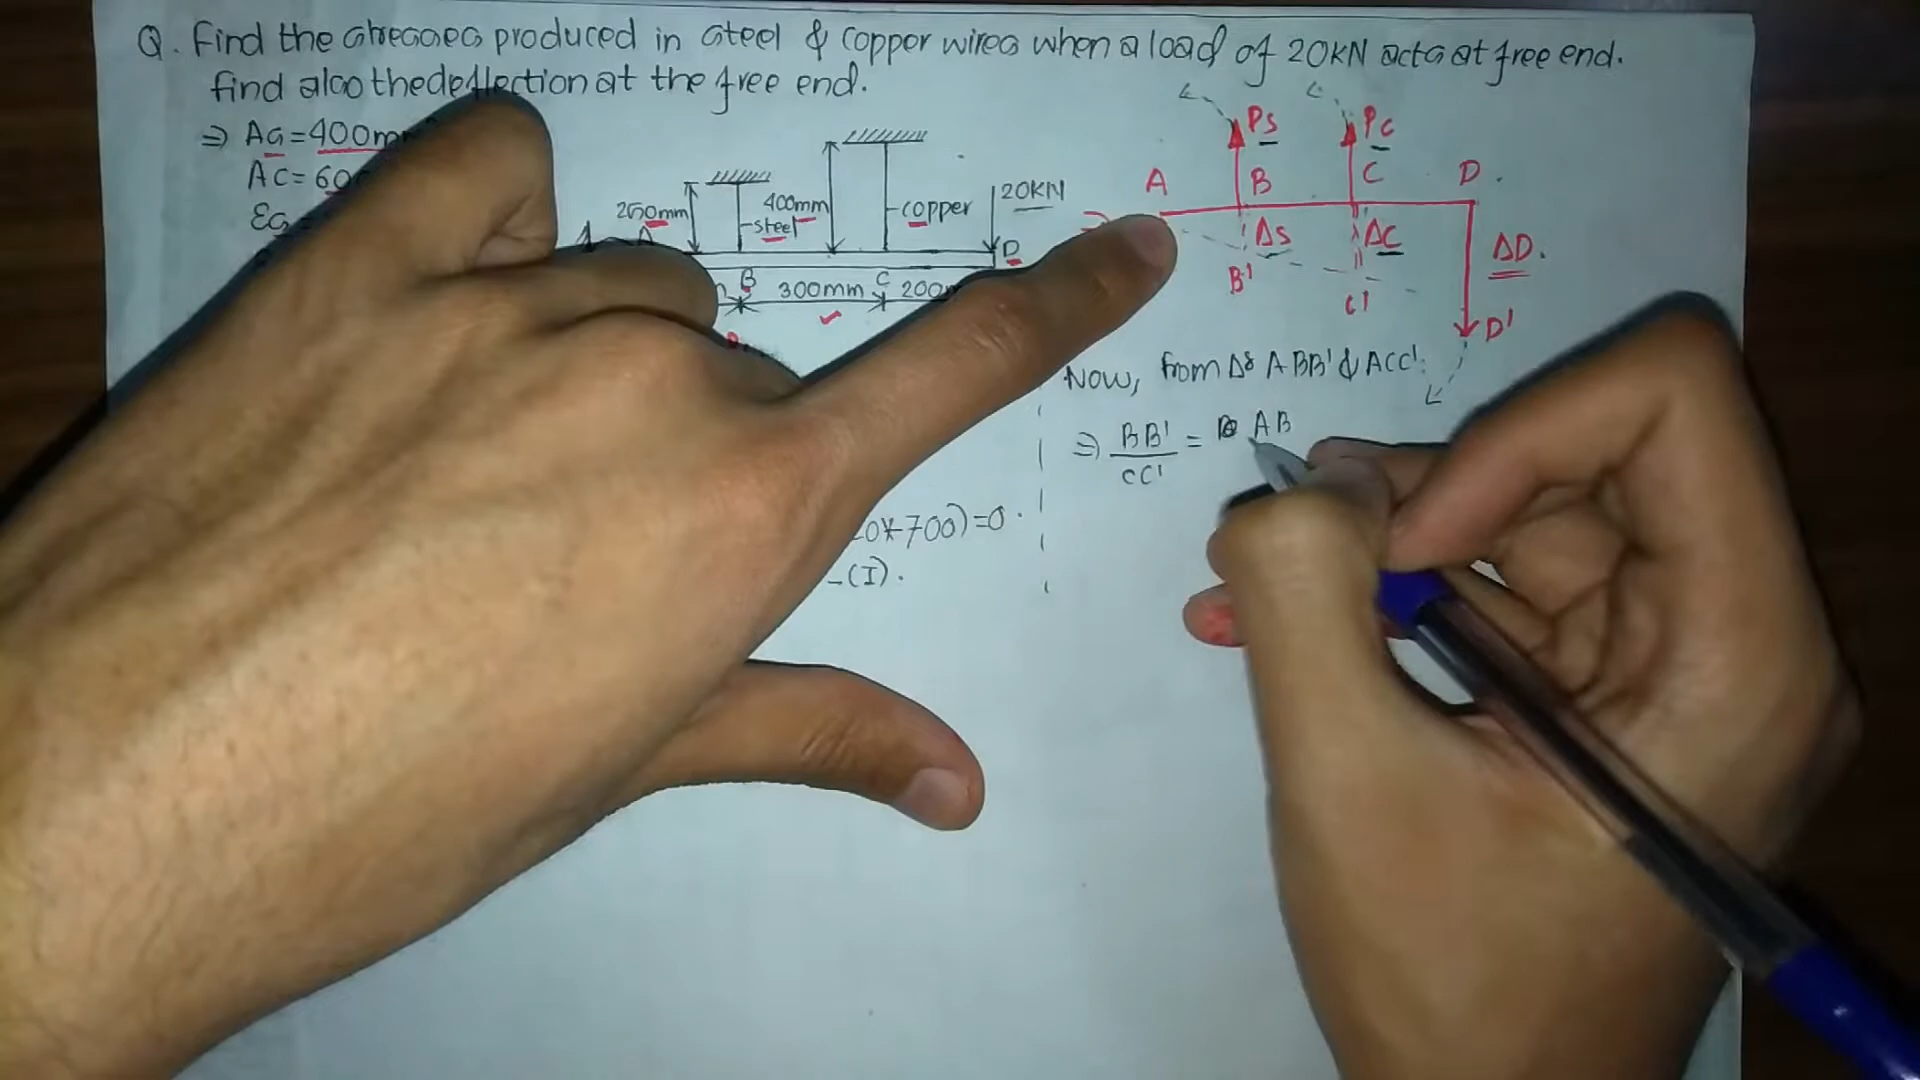 Q. Find the stresses produced in steel & copper wires when a load of 20KN acts at free end.
find also the deflection at the free end.
⇒ As=400m
AC=60
Es=
250mm
steel
400mm
copper
20KN
A
B
C
D
300mm
200
PS
PC
A
B
C
D.
ΔS
ΔC
ΔD.
B'
C'
D'
Now, from Δs ABB' & ACC'.
⇒ BB'/CC' = AB
0*700)=0.
-(I).